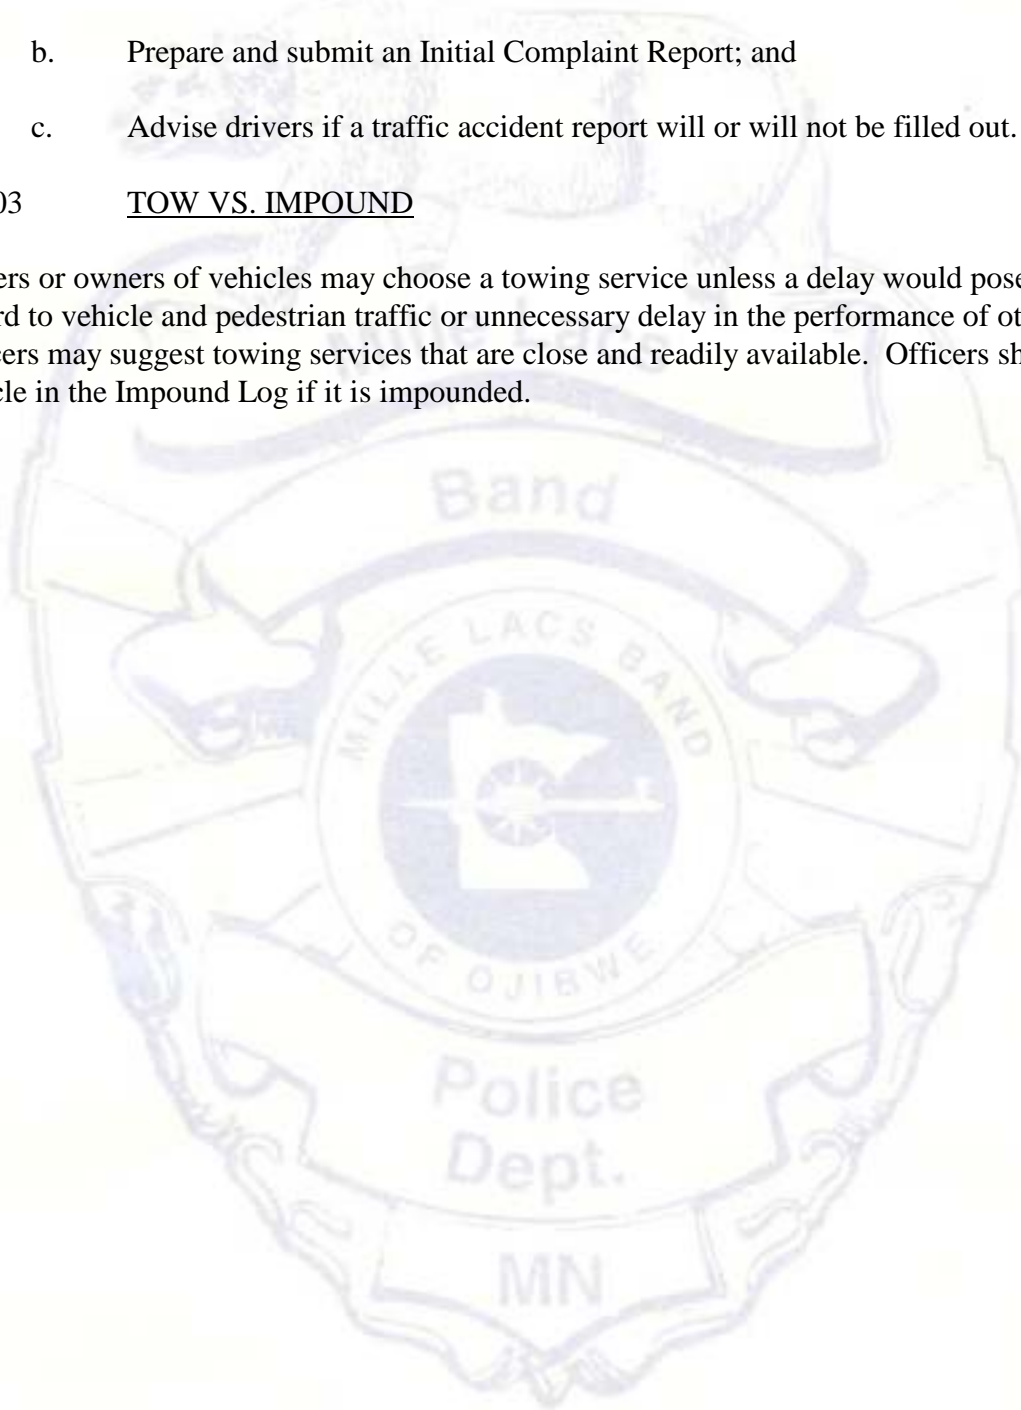 b. Prepare and submit an Initial Complaint Report; and
c. Advise drivers if a traffic accident report will or will not be filled out.
03 TOW VS. IMPOUND
ers or owners of vehicles may choose a towing service unless a delay would pose
rd to vehicle and pedestrian traffic or unnecessary delay in the performance of ot
cers may suggest towing services that are close and readily available. Officers sh
cle in the Impound Log if it is impounded.
Mille Lacs
Band
MILLE LACS BAND
OF OJIBWE
Police
Dept.
MN